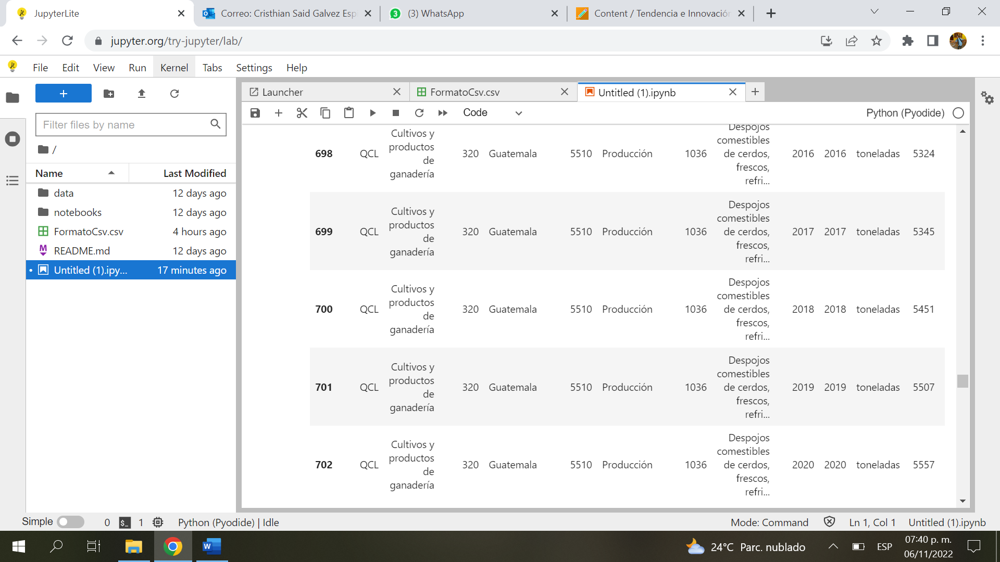 JupyterLite
Correo: Cristhian Said Galvez Esp
(3) WhatsApp
Content / Tendencia e Innovación
jupyter.org/try-jupyter/lab/
File Edit View Run Kernel Tabs Settings Help
Launcher
FormatoCsv.csv
Untitled (1).ipynb
Code
Python (Pyodide)
Filter files by name
/
Name Last Modified
data 12 days ago
notebooks 12 days ago
FormatoCsv.csv 4 hours ago
README.md 12 days ago
Untitled (1).ipy... 17 minutes ago
698 QCL Cultivos y productos de ganadería 320 Guatemala 5510 Producción 1036 Despojos comestibles de cerdos, frescos, refri... 2016 2016 toneladas 5324
699 QCL Cultivos y productos de ganadería 320 Guatemala 5510 Producción 1036 Despojos comestibles de cerdos, frescos, refri... 2017 2017 toneladas 5345
700 QCL Cultivos y productos de ganadería 320 Guatemala 5510 Producción 1036 Despojos comestibles de cerdos, frescos, refri... 2018 2018 toneladas 5451
701 QCL Cultivos y productos de ganadería 320 Guatemala 5510 Producción 1036 Despojos comestibles de cerdos, frescos, refri... 2019 2019 toneladas 5507
702 QCL Cultivos y productos de ganadería 320 Guatemala 5510 Producción 1036 Despojos comestibles de cerdos, frescos, refri... 2020 2020 toneladas 5557
Simple 0 $_ 1 Python (Pyodide) | Idle
Mode: Command Ln 1, Col 1 Untitled (1).ipynb
24°C Parc. nublado
ESP
07:40 p. m.
06/11/2022